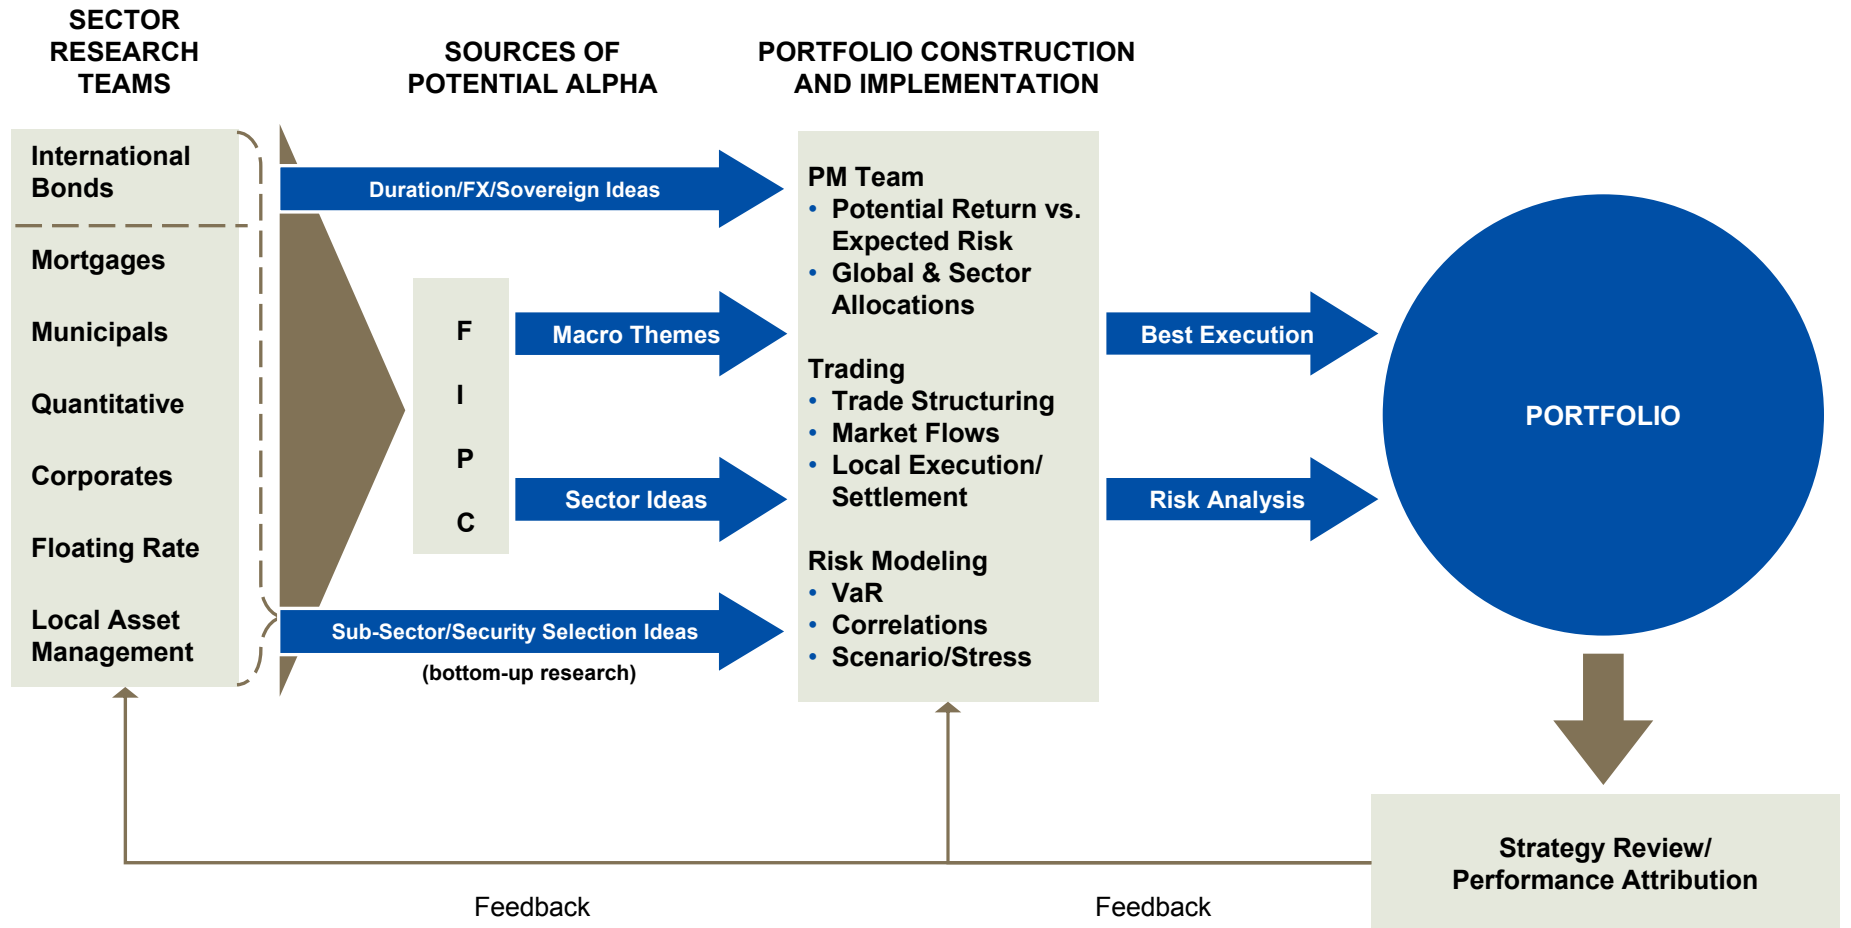 SECTOR
RESEARCH
TEAMS
SOURCES OF
POTENTIAL ALPHA
PORTFOLIO CONSTRUCTION
AND IMPLEMENTATION
International
Bonds
Mortgages
Municipals
Quantitative
Corporates
Floating Rate
Local Asset
Management
Duration/FX/Sovereign Ideas
F
I
P
C
Macro Themes
Sector Ideas
Sub-Sector/Security Selection Ideas
(bottom-up research)
PM Team
• Potential Return vs.
Expected Risk
• Global & Sector
Allocations
Trading
• Trade Structuring
• Market Flows
• Local Execution/
Settlement
Risk Modeling
• VaR
• Correlations
• Scenario/Stress
Best Execution
Risk Analysis
PORTFOLIO
Strategy Review/
Performance Attribution
Feedback
Feedback